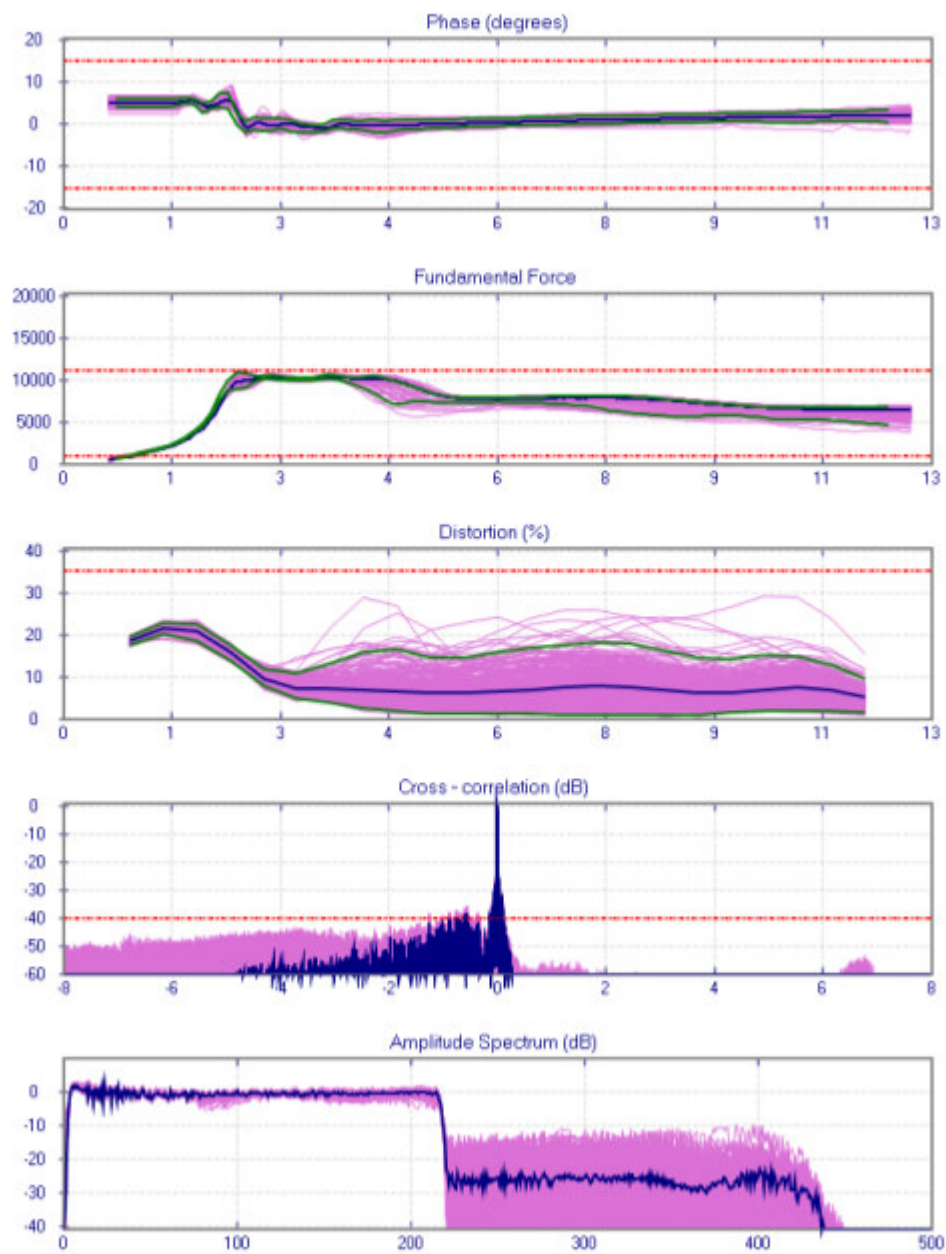 Phase (degrees)
20
10
0
-10
-20
0 1 3 4 6 8 9 11 13
Fundamental Force
20000
15000
10000
5000
0
0 1 3 4 6 8 9 11 13
Distortion (%)
40
30
20
10
0
0 1 3 4 6 8 9 11 13
Cross - correlation (dB)
0
-10
-20
-30
-40
-50
-60
-8 -6 -4 -2 0 2 4 6 8
Amplitude Spectrum (dB)
0
-10
-20
-30
-40
0 100 200 300 400 500